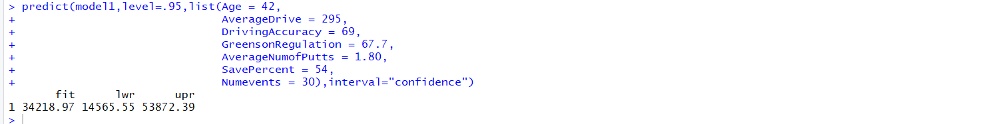 > predict(model1,level=.95,list(Age = 42,
+                               AverageDrive = 295,
+                               DrivingAccuracy = 69,
+                               GreensonRegulation = 67.7,
+                               AverageNumofPutts = 1.80,
+                               SavePercent = 54,
+                               Numevents = 30),interval="confidence")
       fit      lwr      upr
1 34218.97 14565.55 53872.39
>